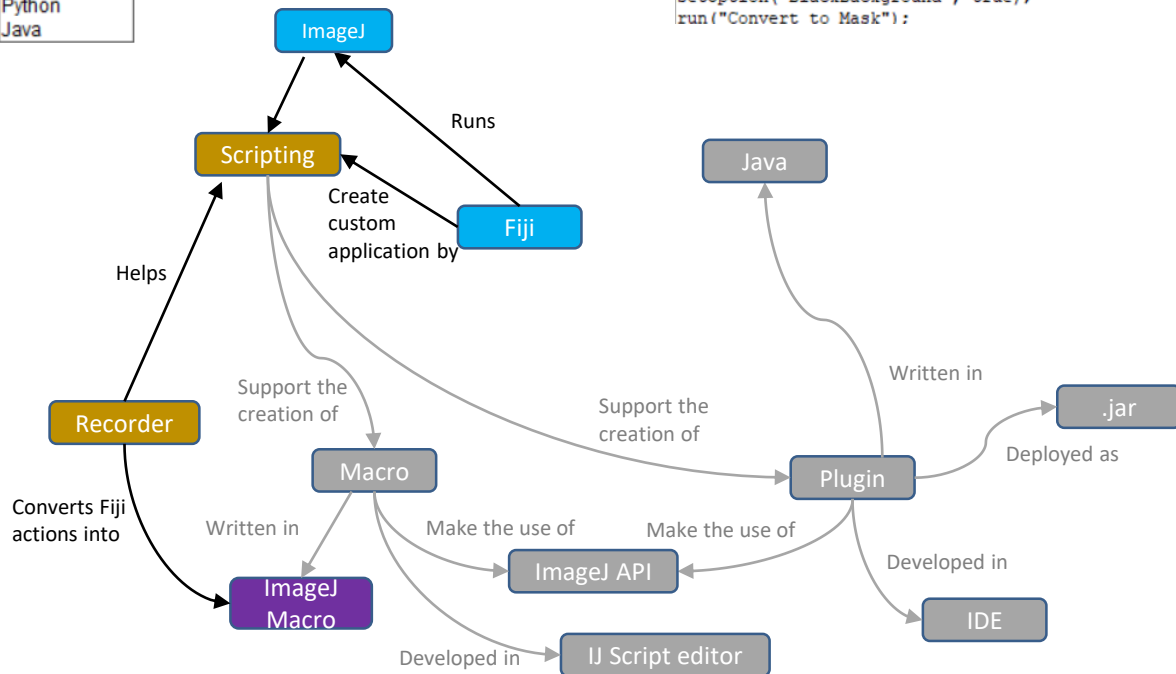 Python
Java
run("Convert to Mask");
ImageJ
Runs
Scripting
Java
Create
custom
application by
Fiji
Helps
Written in
Support the
creation of
Support the
creation of
.jar
Recorder
Deployed as
Macro
Plugin
Converts Fiji
actions into
Written in
Make the use of
Make the use of
ImageJ API
Developed in
ImageJ
Macro
IDE
Developed in
IJ Script editor